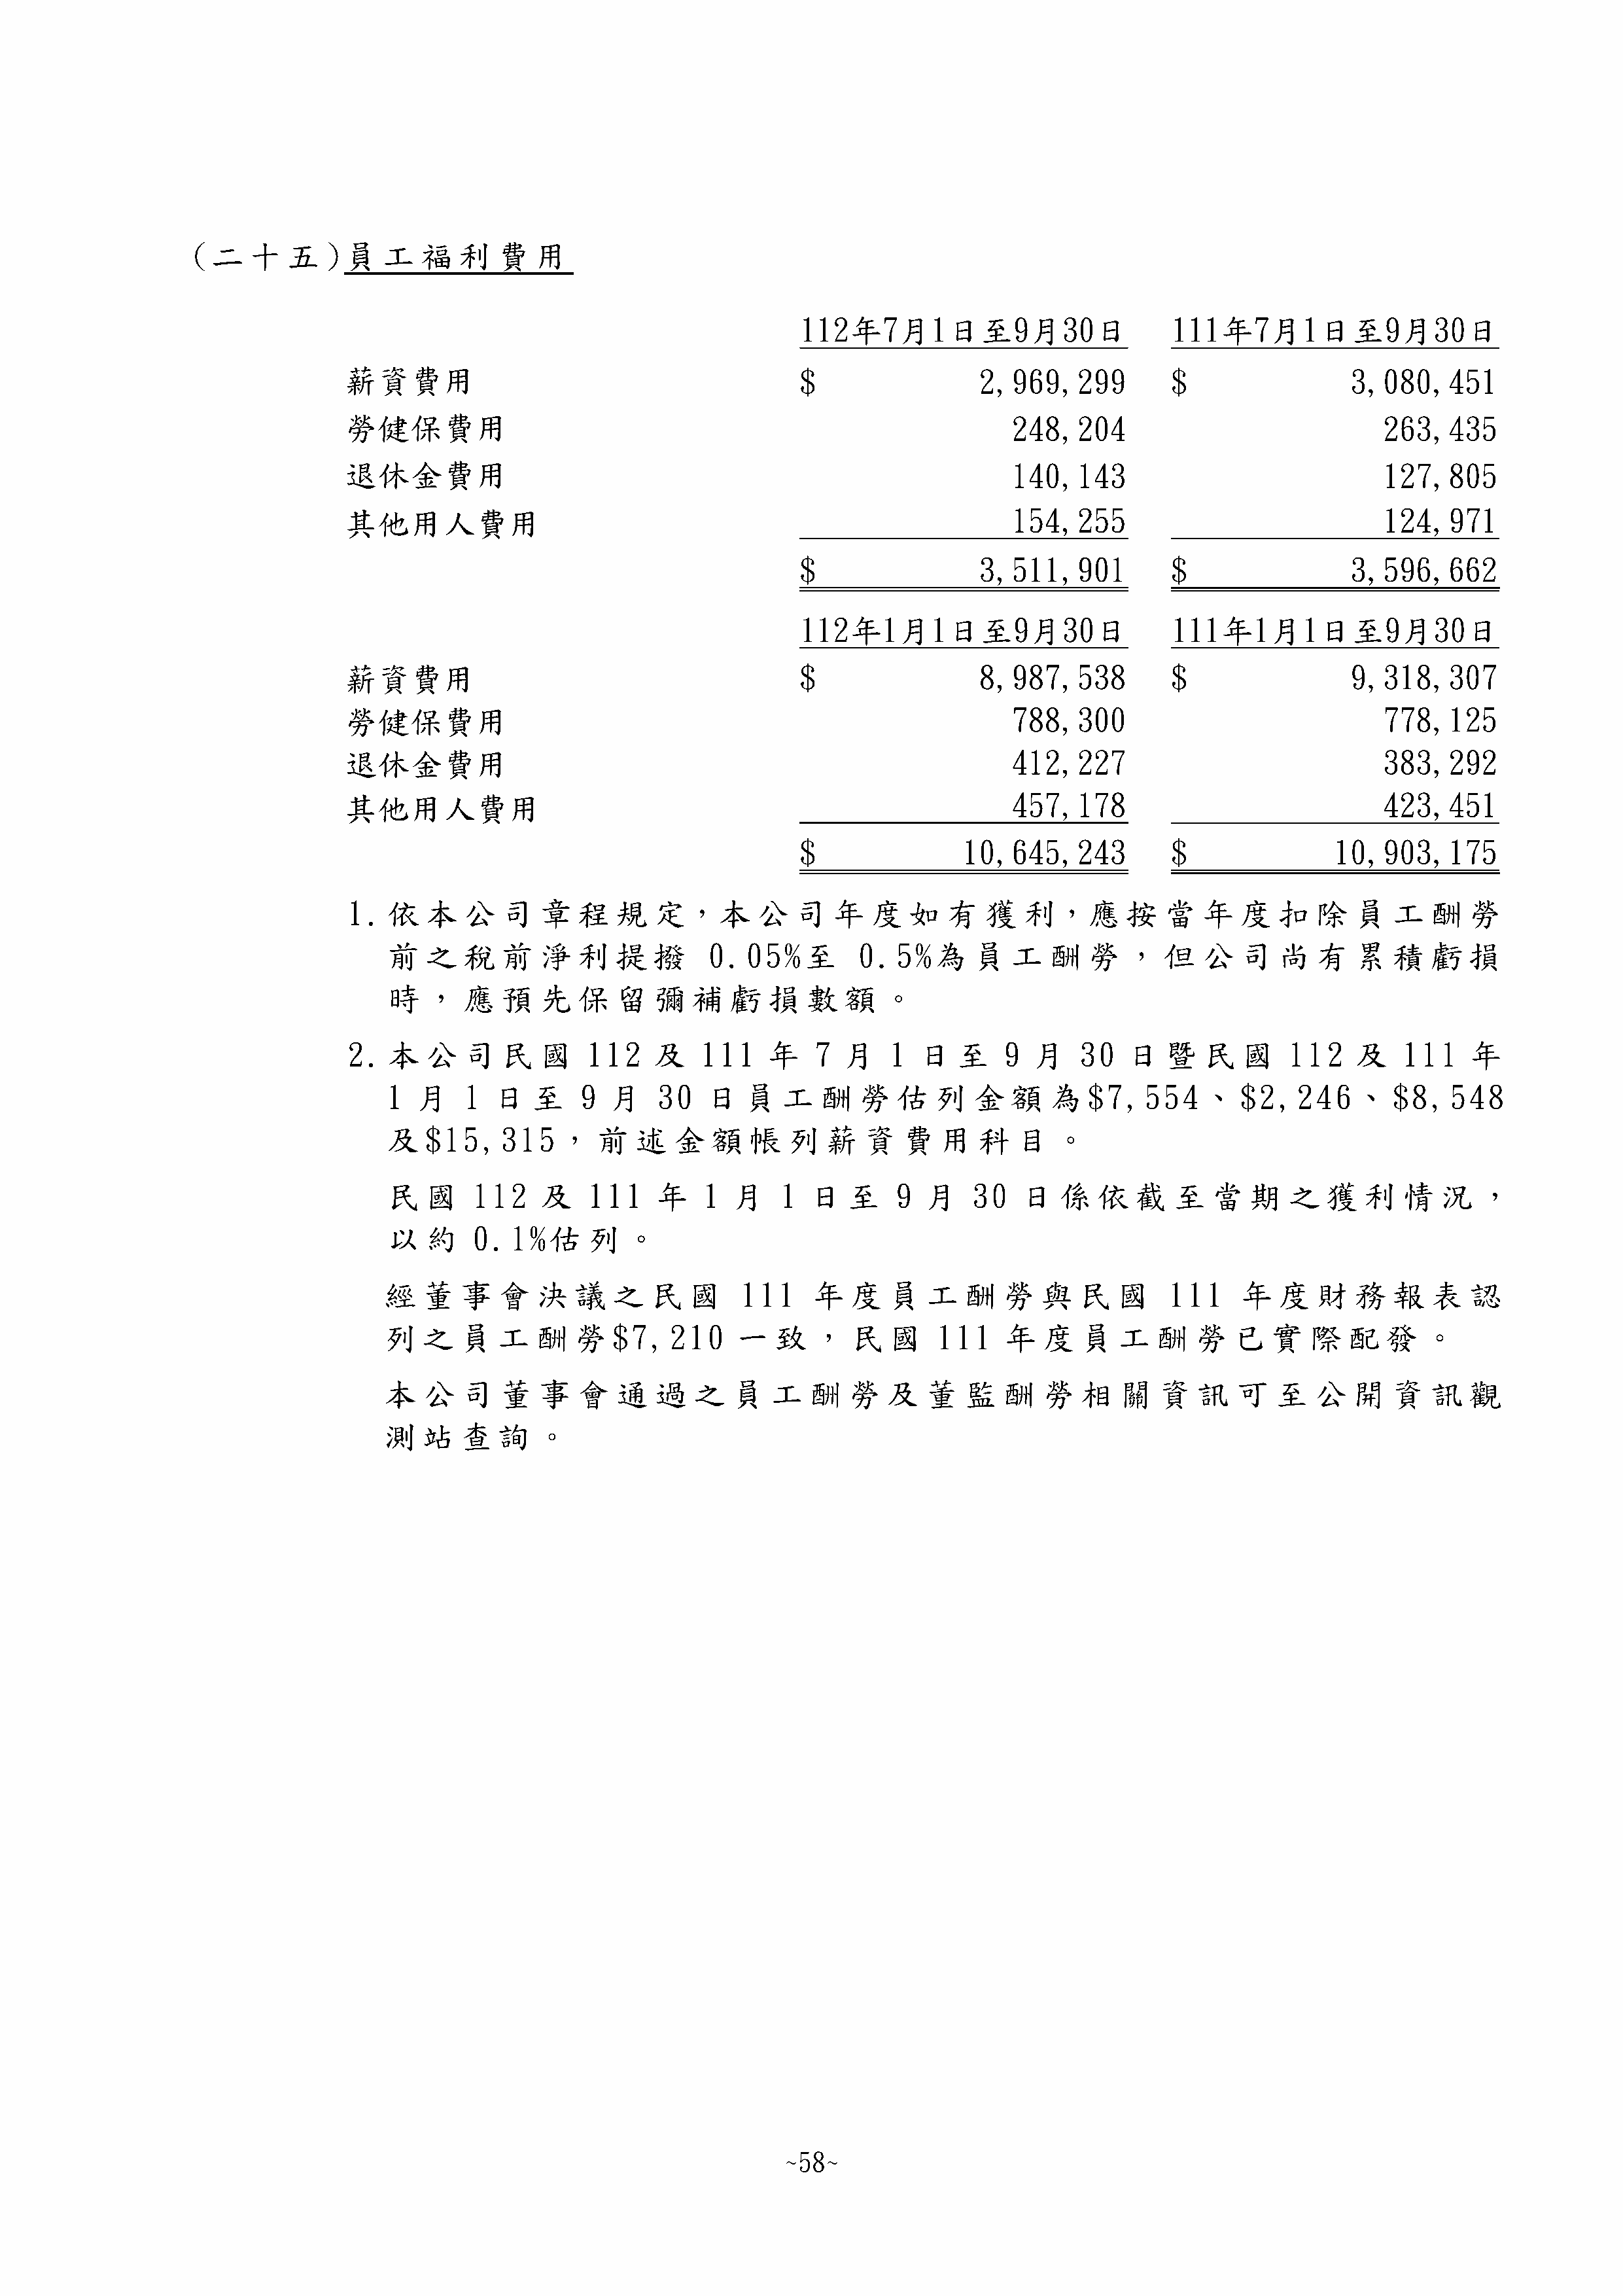 (二十五)員工福利費用
112年7月1日至9月30日 111年7月1日至9月30日
薪資費用 $ 2,969,299 $ 3,080,451
勞健保費用 248,204 263,435
退休金費用 140,143 127,805
其他用人費用 154,255 124,971
$ 3,511,901 $ 3,596,662
112年1月1日至9月30日 111年1月1日至9月30日
薪資費用 $ 8,987,538 $ 9,318,307
勞健保費用 788,300 778,125
退休金費用 412,227 383,292
其他用人費用 457,178 423,451
$ 10,645,243 $ 10,903,175
1.依本公司章程規定，本公司年度如有獲利，應按當年度扣除員工酬勞
前之稅前淨利提撥 0.05%至 0.5%為員工酬勞，但公司尚有累積虧損
時，應預先保留彌補虧損數額。
2.本公司民國 112 及 111 年 7 月 1 日至 9 月 30 日暨民國 112 及 111 年
1 月 1 日至 9 月 30 日員工酬勞估列金額為$7,554、$2,246、$8,548
及$15,315，前述金額帳列薪資費用科目。
民國 112 及 111 年 1 月 1 日至 9 月 30 日係依截至當期之獲利情況，
以約 0.1%估列。
經董事會決議之民國 111 年度員工酬勞與民國 111 年度財務報表認
列之員工酬勞$7,210 一致，民國 111 年度員工酬勞已實際配發。
本公司董事會通過之員工酬勞及董監酬勞相關資訊可至公開資訊觀
測站查詢。
~58~